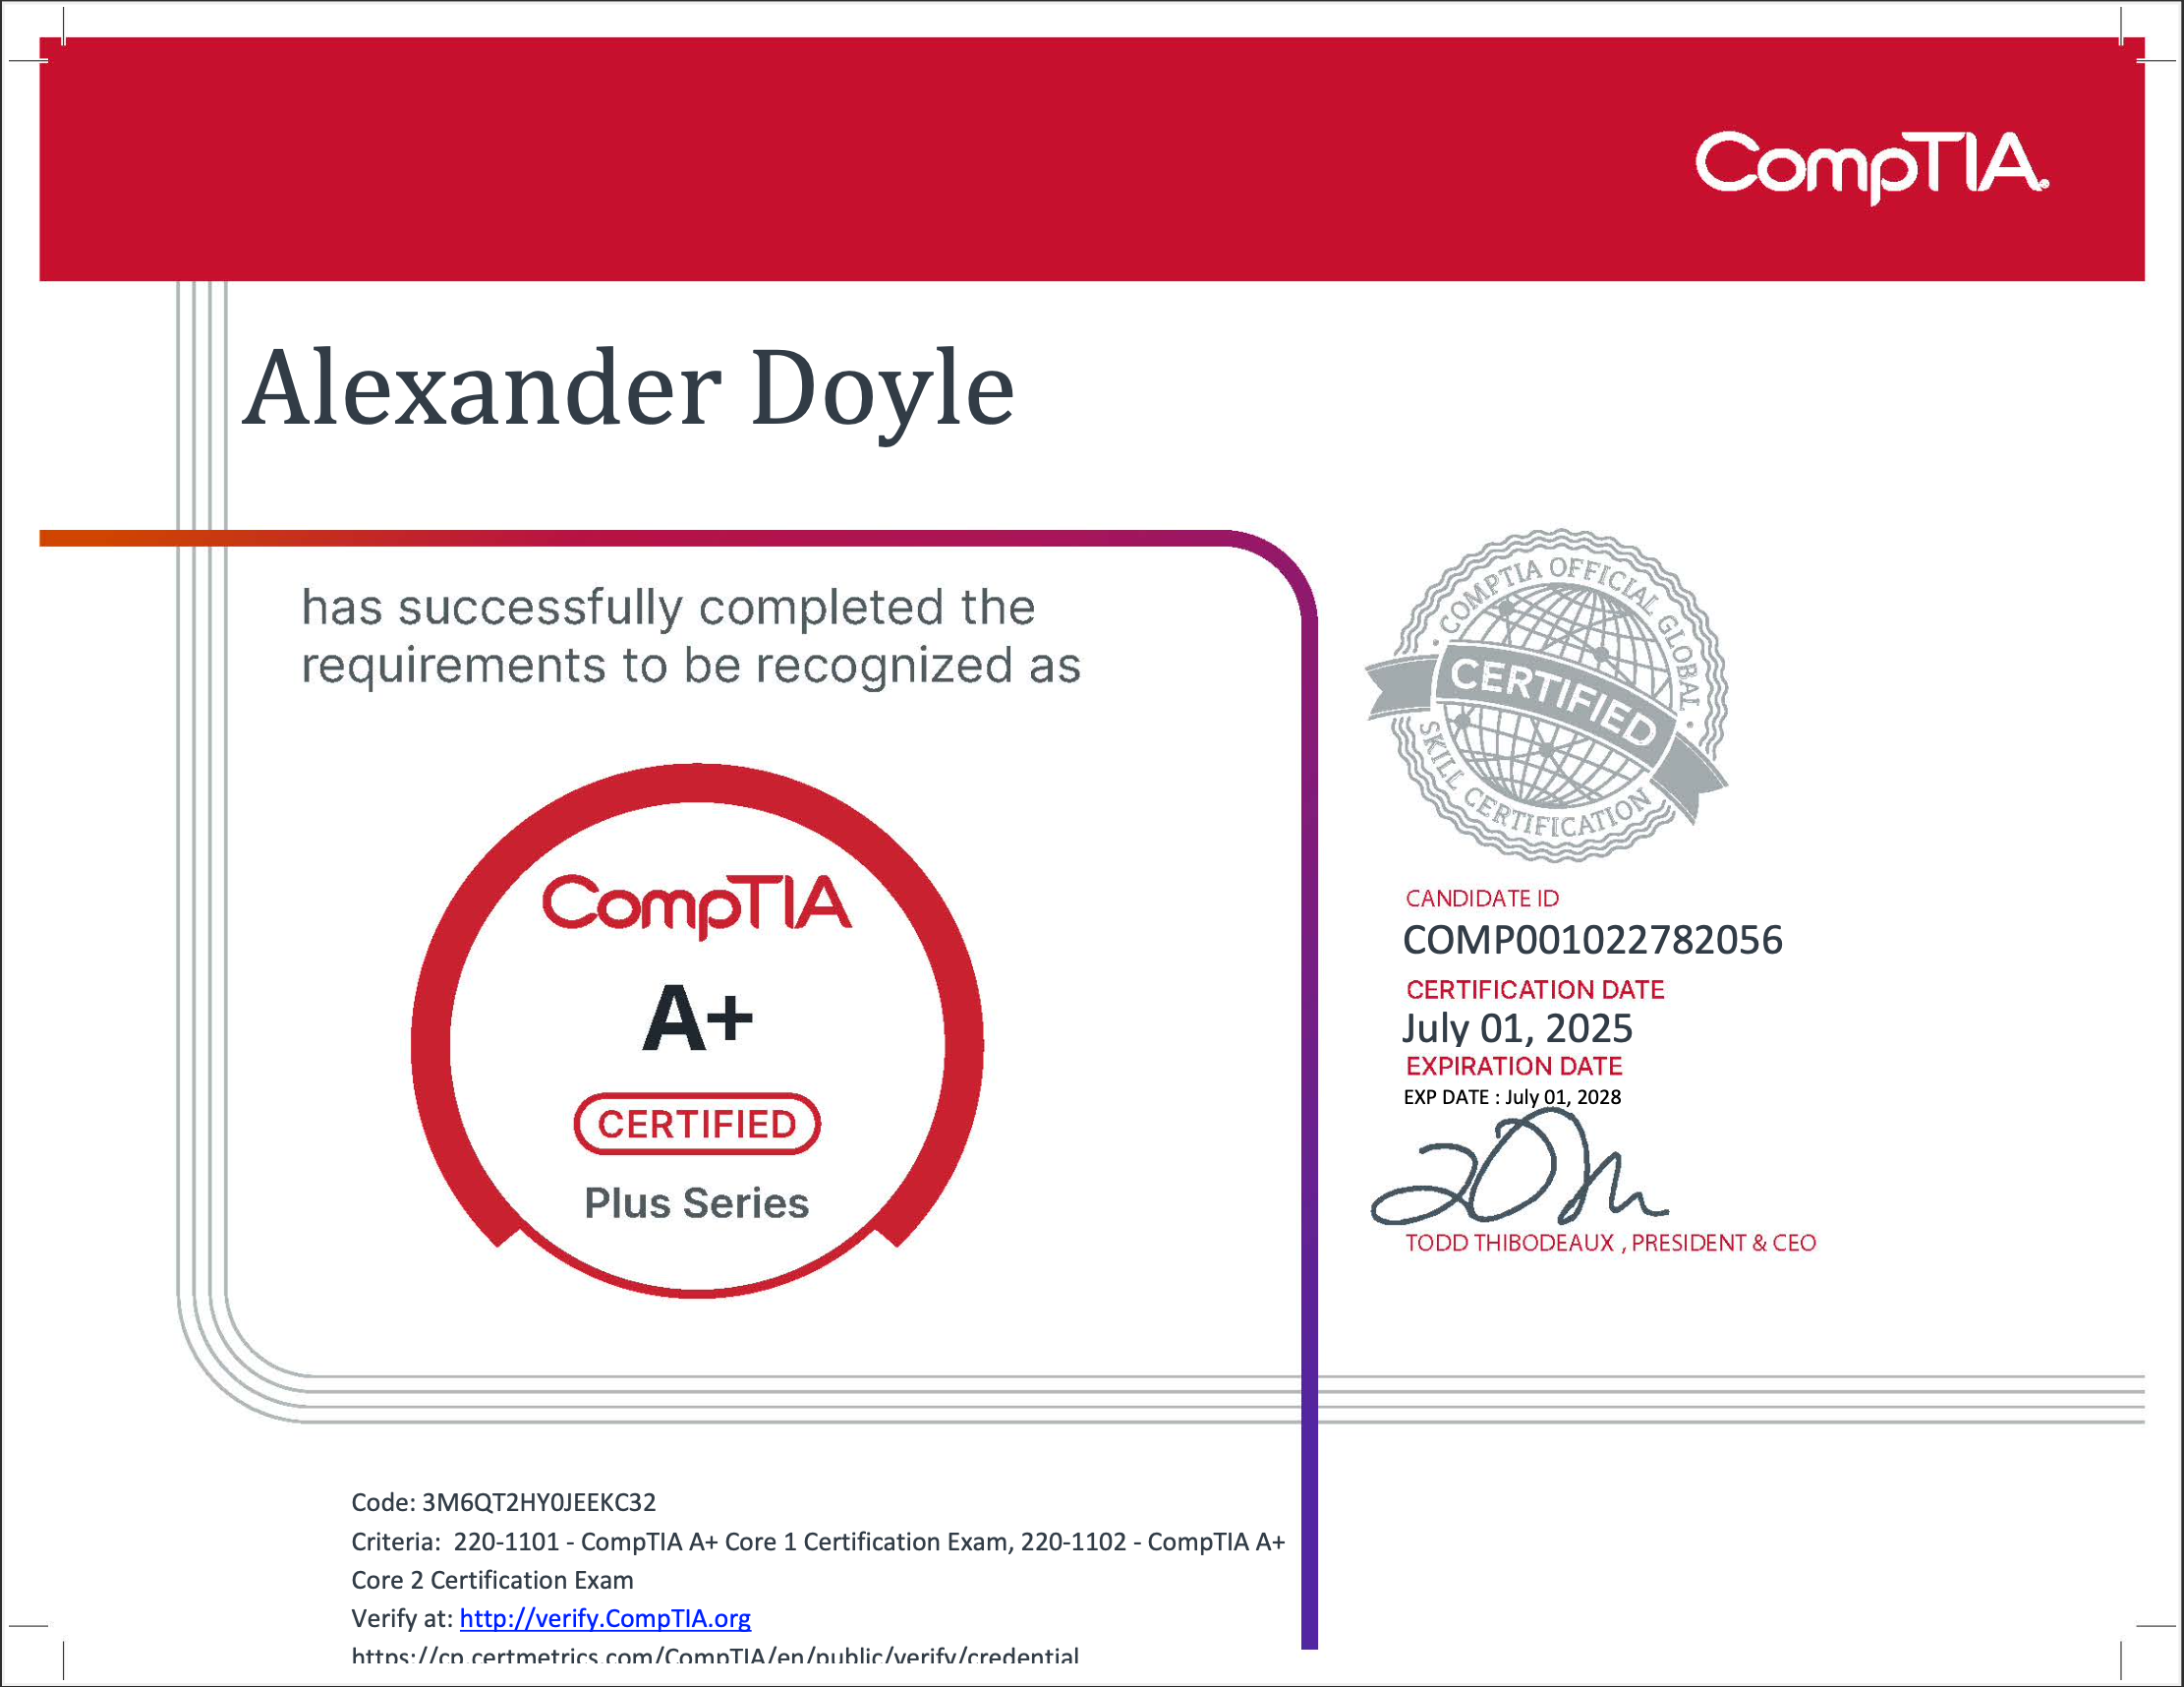 CompTIA.
Alexander Doyle
has successfully completed the
requirements to be recognized as
CompTIA
A+
CERTIFIED
Plus Series
• COMPTIA OFFICIAL GLOBAL •
CERTIFIED
SKILL CERTIFICATION
CANDIDATE ID
COMP001022782056
CERTIFICATION DATE
July 01, 2025
EXPIRATION DATE
EXP DATE : July 01, 2028
TODD THIBODEAUX , PRESIDENT & CEO
Code: 3M6QT2HY0JEEKC32
Criteria:  220-1101 - CompTIA A+ Core 1 Certification Exam, 220-1102 - CompTIA A+
Core 2 Certification Exam
Verify at: http://verify.CompTIA.org
https://cp.certmetrics.com/CompTIA/en/public/verify/credential